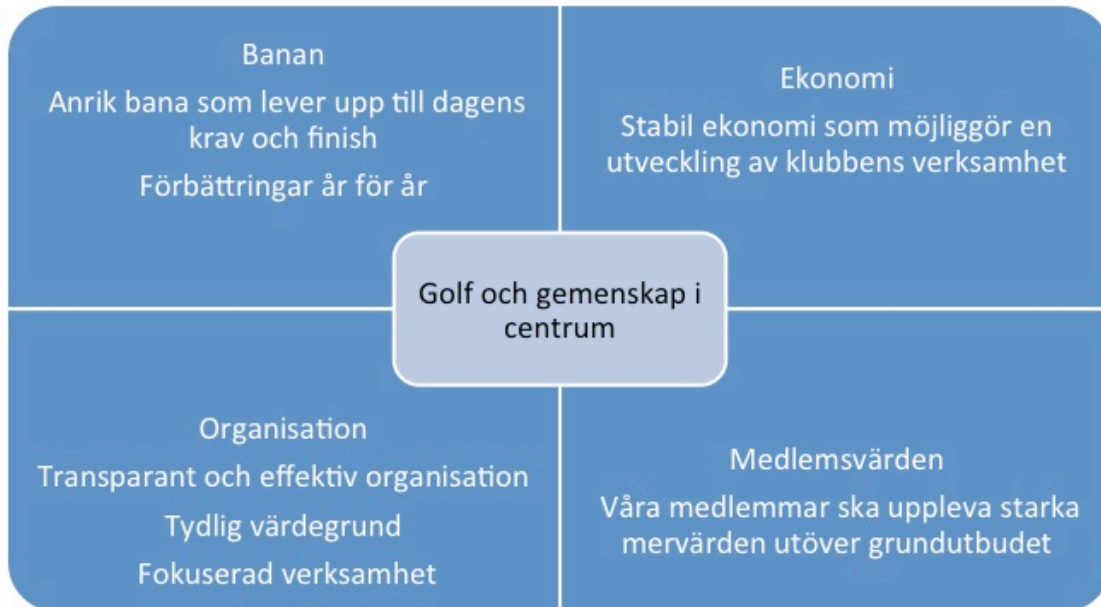 Banan
Anrik bana som lever upp till dagens
krav och finish
Förbättringar år för år
Ekonomi
Stabil ekonomi som möjliggör en
utveckling av klubbens verksamhet
Golf och gemenskap i
centrum
Organisation
Transparant och effektiv organisation
Tydlig värdegrund
Fokuserad verksamhet
Medlemsvärden
Våra medlemmar ska uppleva starka
mervärden utöver grundutbudet